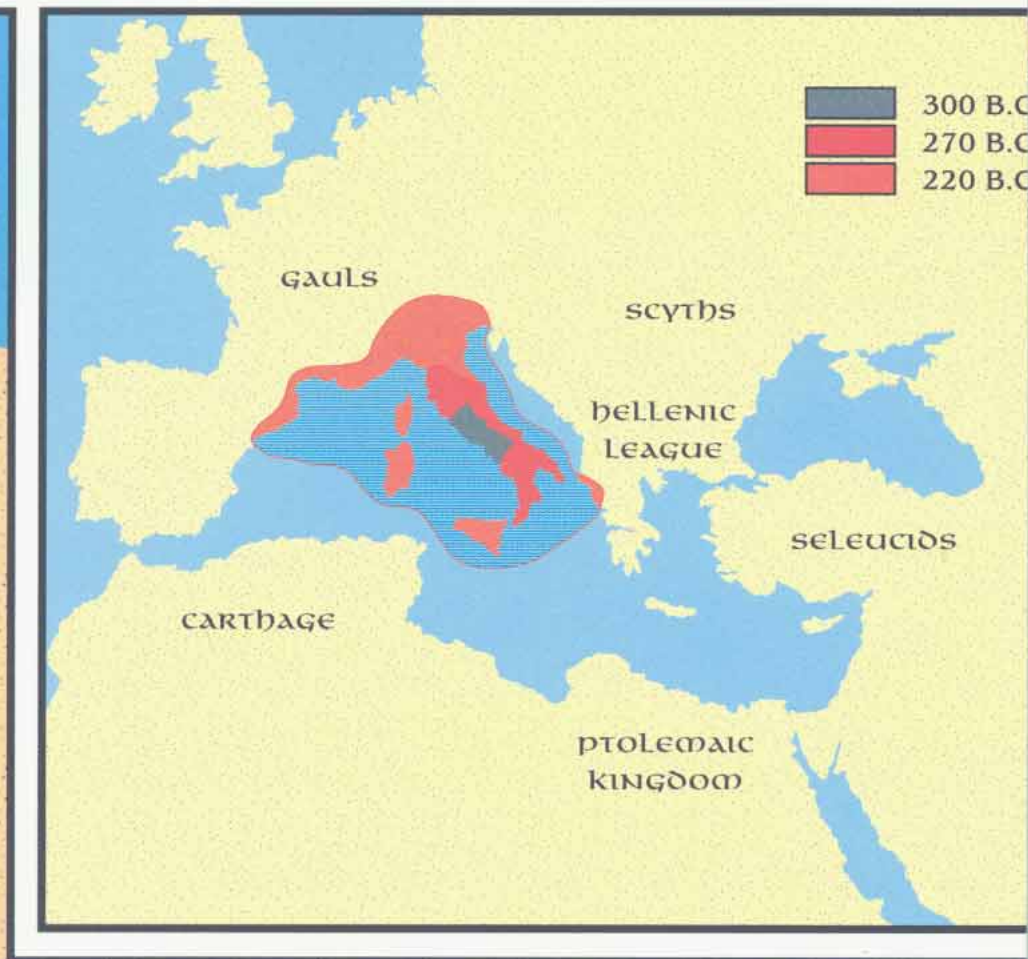 300 B.C
270 B.C
220 B.C
GAULS
SCYTHS
HELLENIC
LEAGUE
SELEUCIDS
CARTHAGE
PTOLEMAIC
KINGDOM